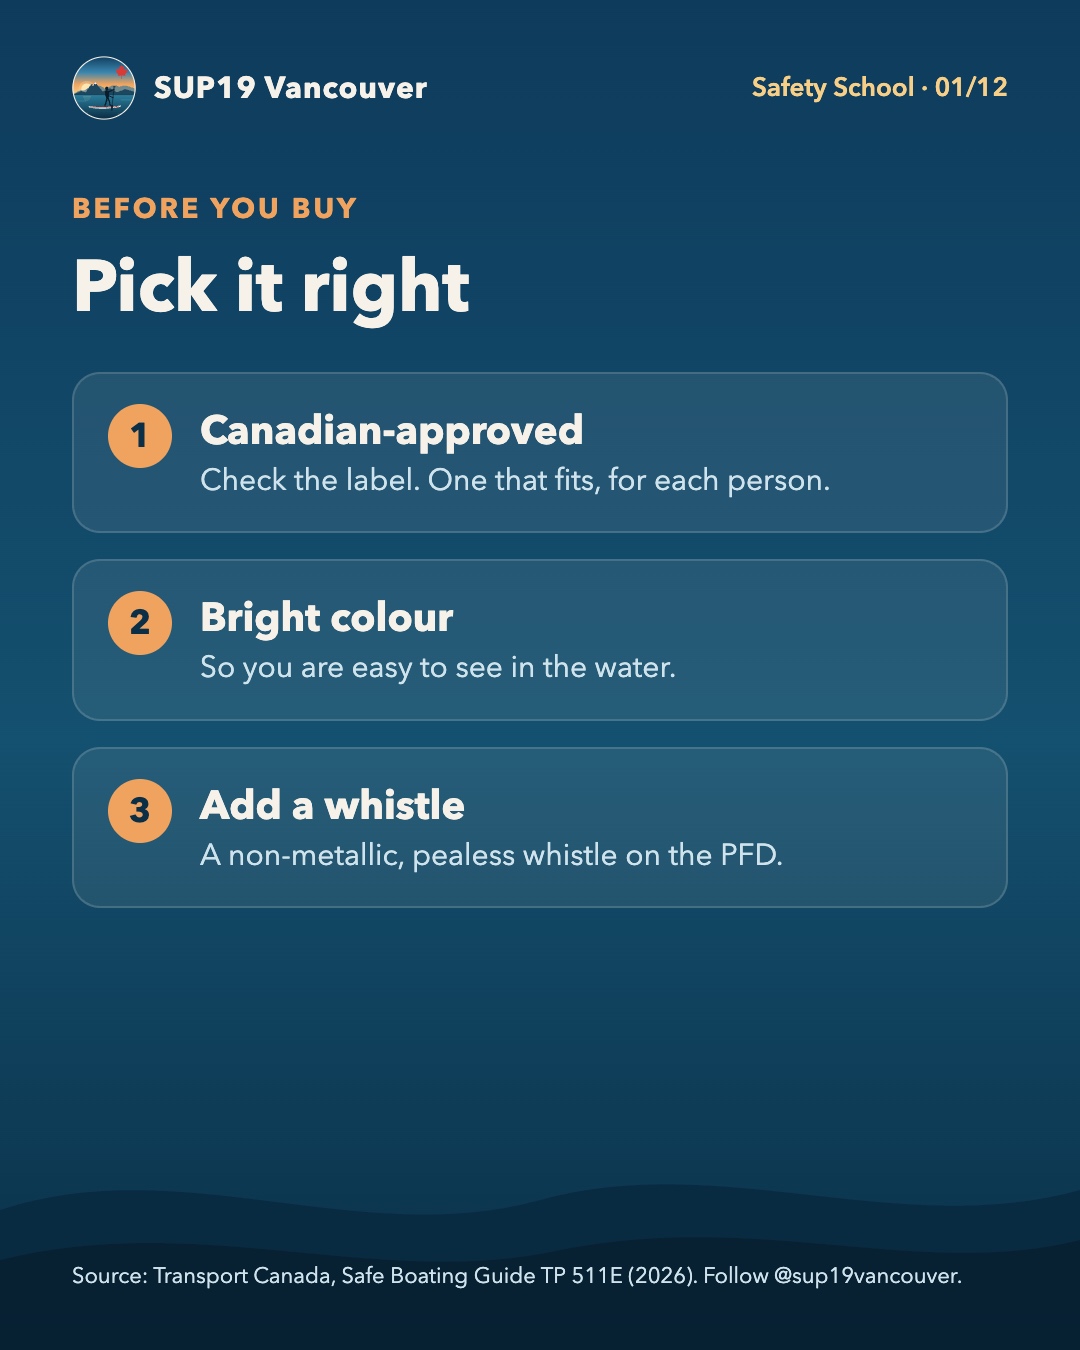 SUP19 Vancouver
Safety School · 01/12
BEFORE YOU BUY
Pick it right
1
Canadian-approved
Check the label. One that fits, for each person.
2
Bright colour
So you are easy to see in the water.
3
Add a whistle
A non-metallic, pealess whistle on the PFD.
Source: Transport Canada, Safe Boating Guide TP 511E (2026). Follow @sup19vancouver.